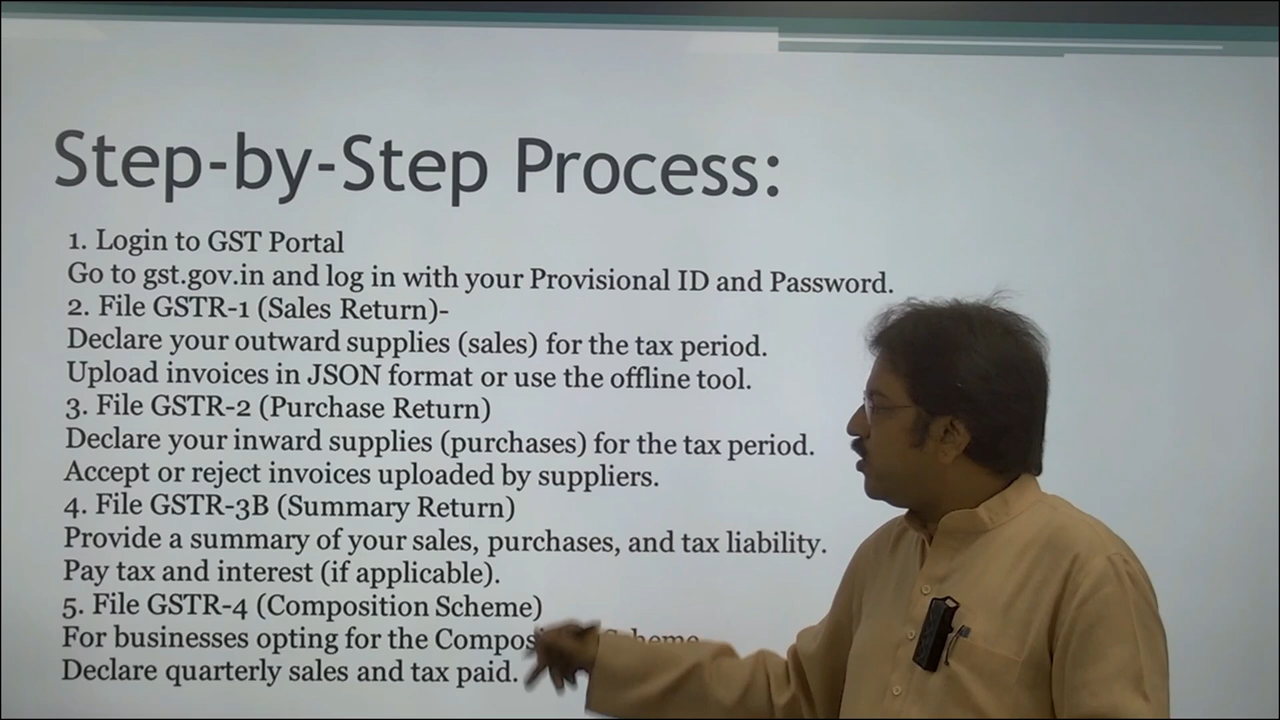 Step-by-Step Process:
1. Login to GST Portal
Go to gst.gov.in and log in with your Provisional ID and Password.
2. File GSTR-1 (Sales Return)-
Declare your outward supplies (sales) for the tax period.
Upload invoices in JSON format or use the offline tool.
3. File GSTR-2 (Purchase Return)
Declare your inward supplies (purchases) for the tax period.
Accept or reject invoices uploaded by suppliers.
4. File GSTR-3B (Summary Return)
Provide a summary of your sales, purchases, and tax liability.
Pay tax and interest (if applicable).
5. File GSTR-4 (Composition Scheme)
For businesses opting for the
Declare quarterly sales and tax paid.